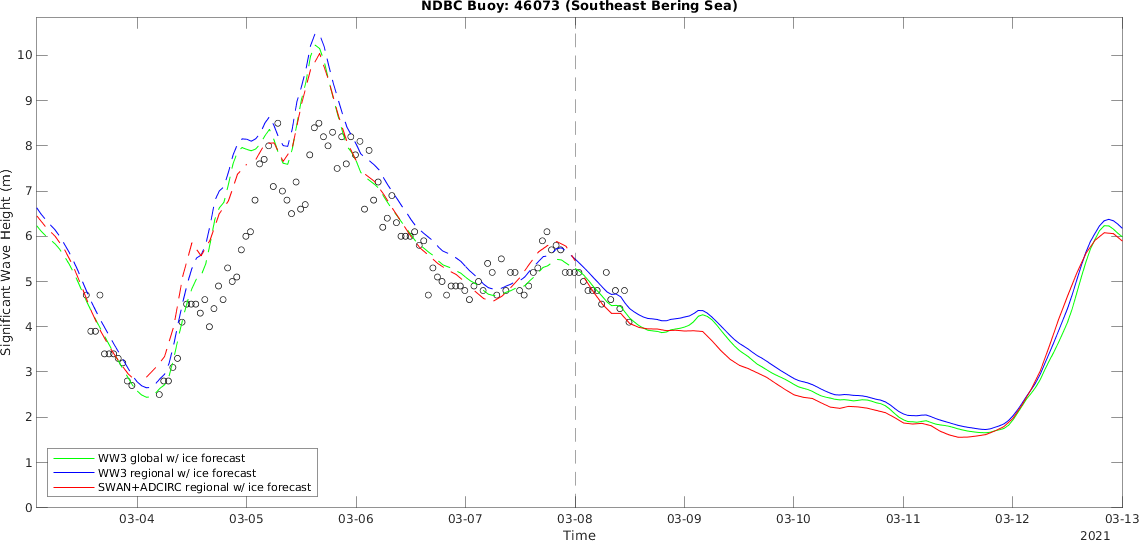 NDBC Buoy: 46073 (Southeast Bering Sea)
Significant Wave Height (m)
10
9
8
7
6
5
4
3
2
1
0
WW3 global w/ ice forecast
WW3 regional w/ ice forecast
SWAN+ADCIRC regional w/ ice forecast
03-04 03-05 03-06 03-07 03-08 03-09 03-10 03-11 03-12 03-13
Time
2021